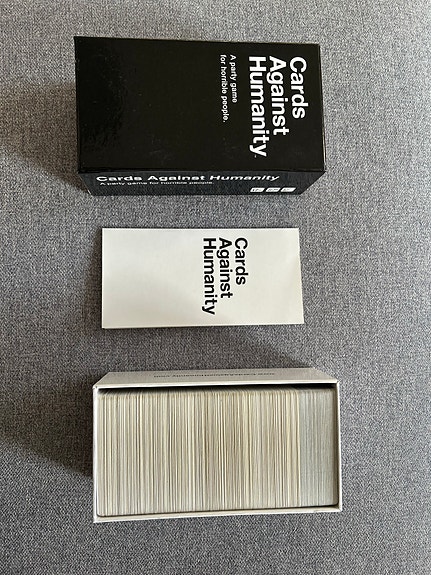 Cards
Against
Humanity.
A party game
for horrible people.
Cards Against Humanity
A party game for horrible people.
Cards
Against
Humanity